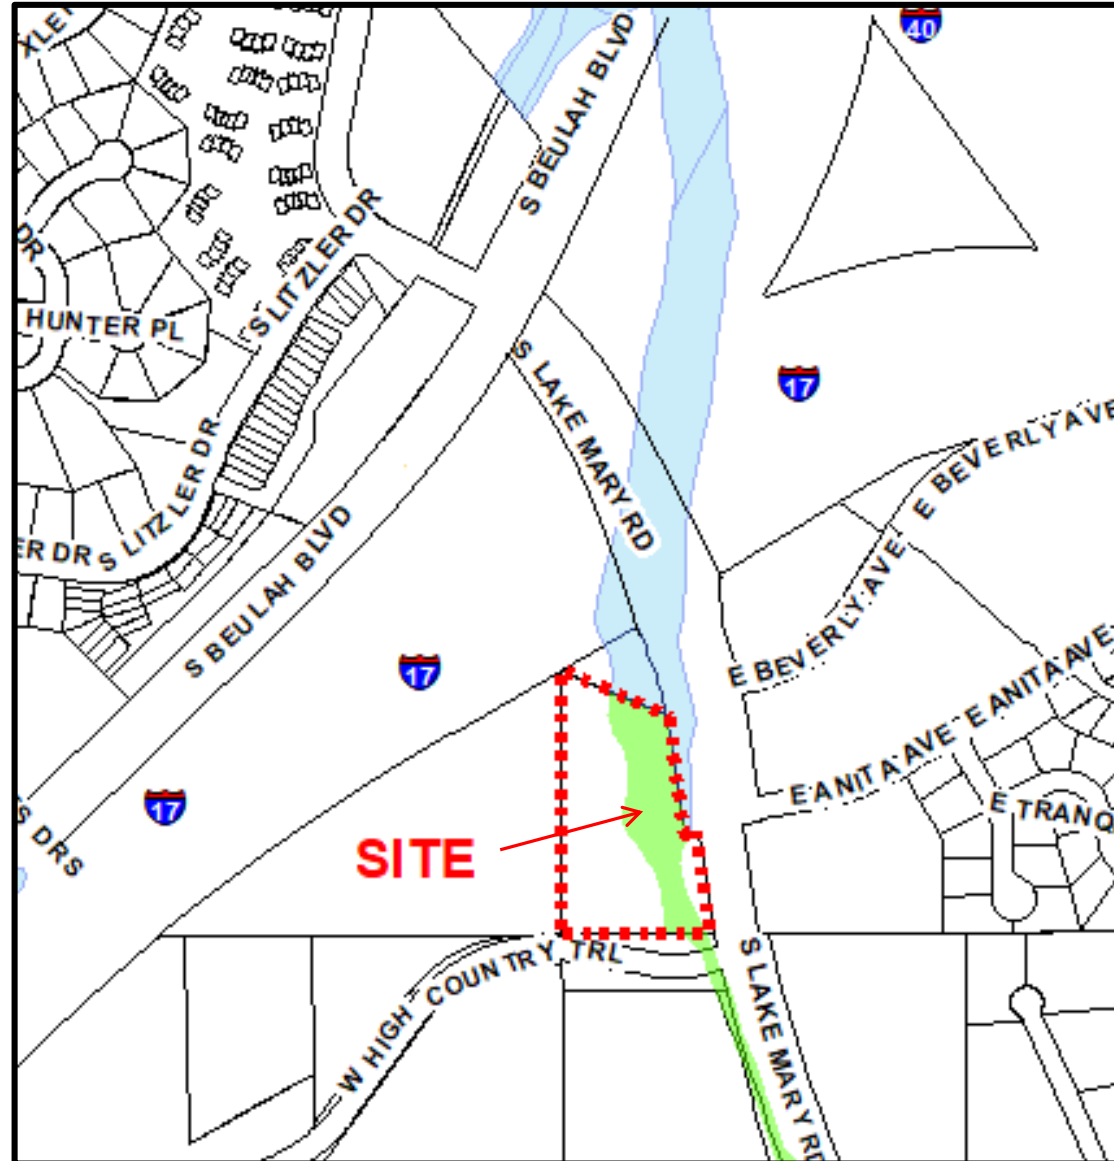 XLE
40
S BEULAH BLVD
S LITZLER DR
DR
HUNTER PL
S LAKE MARY RD
17
E BEVERLY AVE
S LITZLER DR
ER DR
S BEULAH BLVD
E BEVERLY AVE
17
E ANITA AVE
E ANITA AVE
17
S DRS
E TRANQ
SITE
W HIGH COUNTRY TRL
S LAKE MARY RD